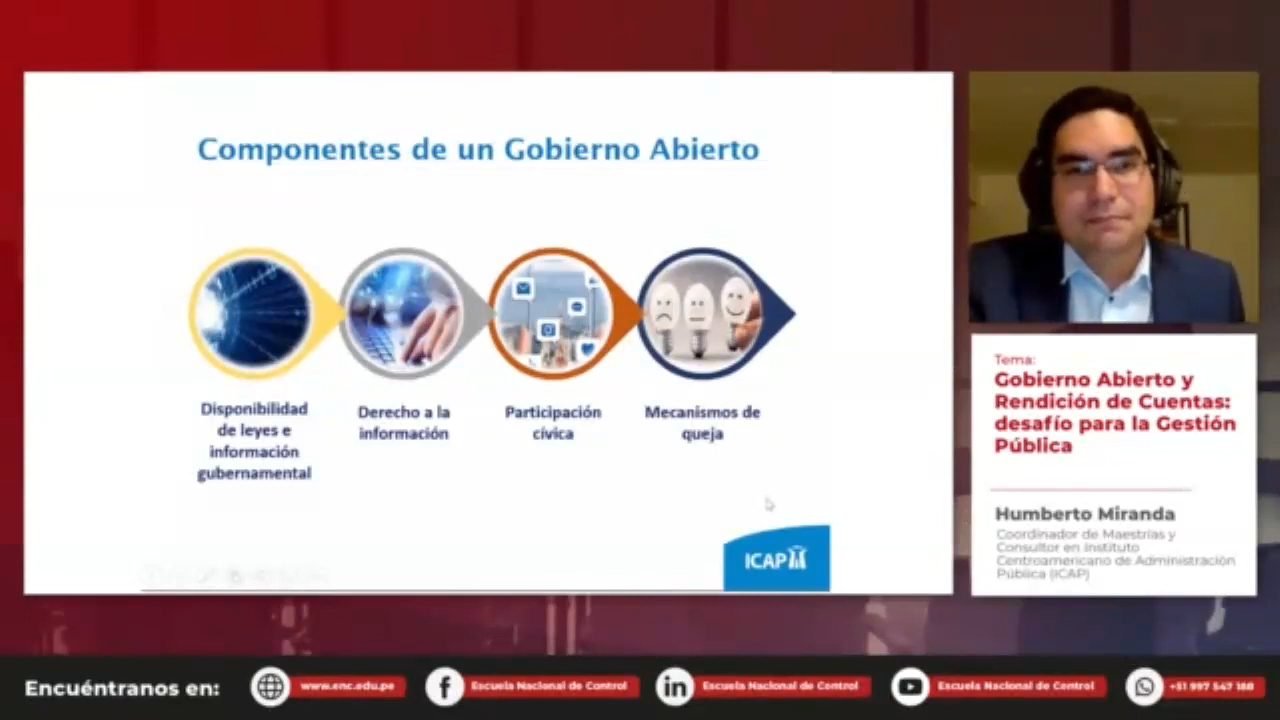 Componentes de un Gobierno Abierto
Disponibilidad
de leyes e
información
gubernamental
Derecho a la
información
Participación
cívica
Mecanismos de
queja
ICAP
Tema:
Gobierno Abierto y
Rendición de Cuentas:
desafío para la Gestión
Pública
Humberto Miranda
Coordinador de Maestrías y
Consultor en Instituto
Centroamericano de Administración
Pública (ICAP)
Encuéntranos en:
www.enc.edu.pe
Escuela Nacional de Control
Escuela Nacional de Control
Escuela Nacional de Control
+51 997 547 188